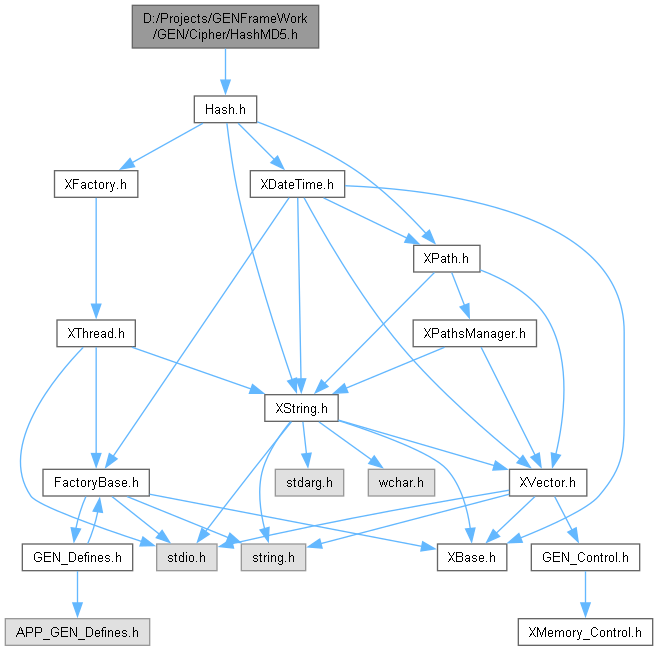 D:/Projects/GENFrameWork
/GEN/Cipher/HashMD5.h
Hash.h
XFactory.h
XDateTime.h
XPath.h
XThread.h
XPathsManager.h
XString.h
FactoryBase.h
stdarg.h
wchar.h
XVector.h
GEN_Defines.h
stdio.h
string.h
XBase.h
GEN_Control.h
APP_GEN_Defines.h
XMemory_Control.h